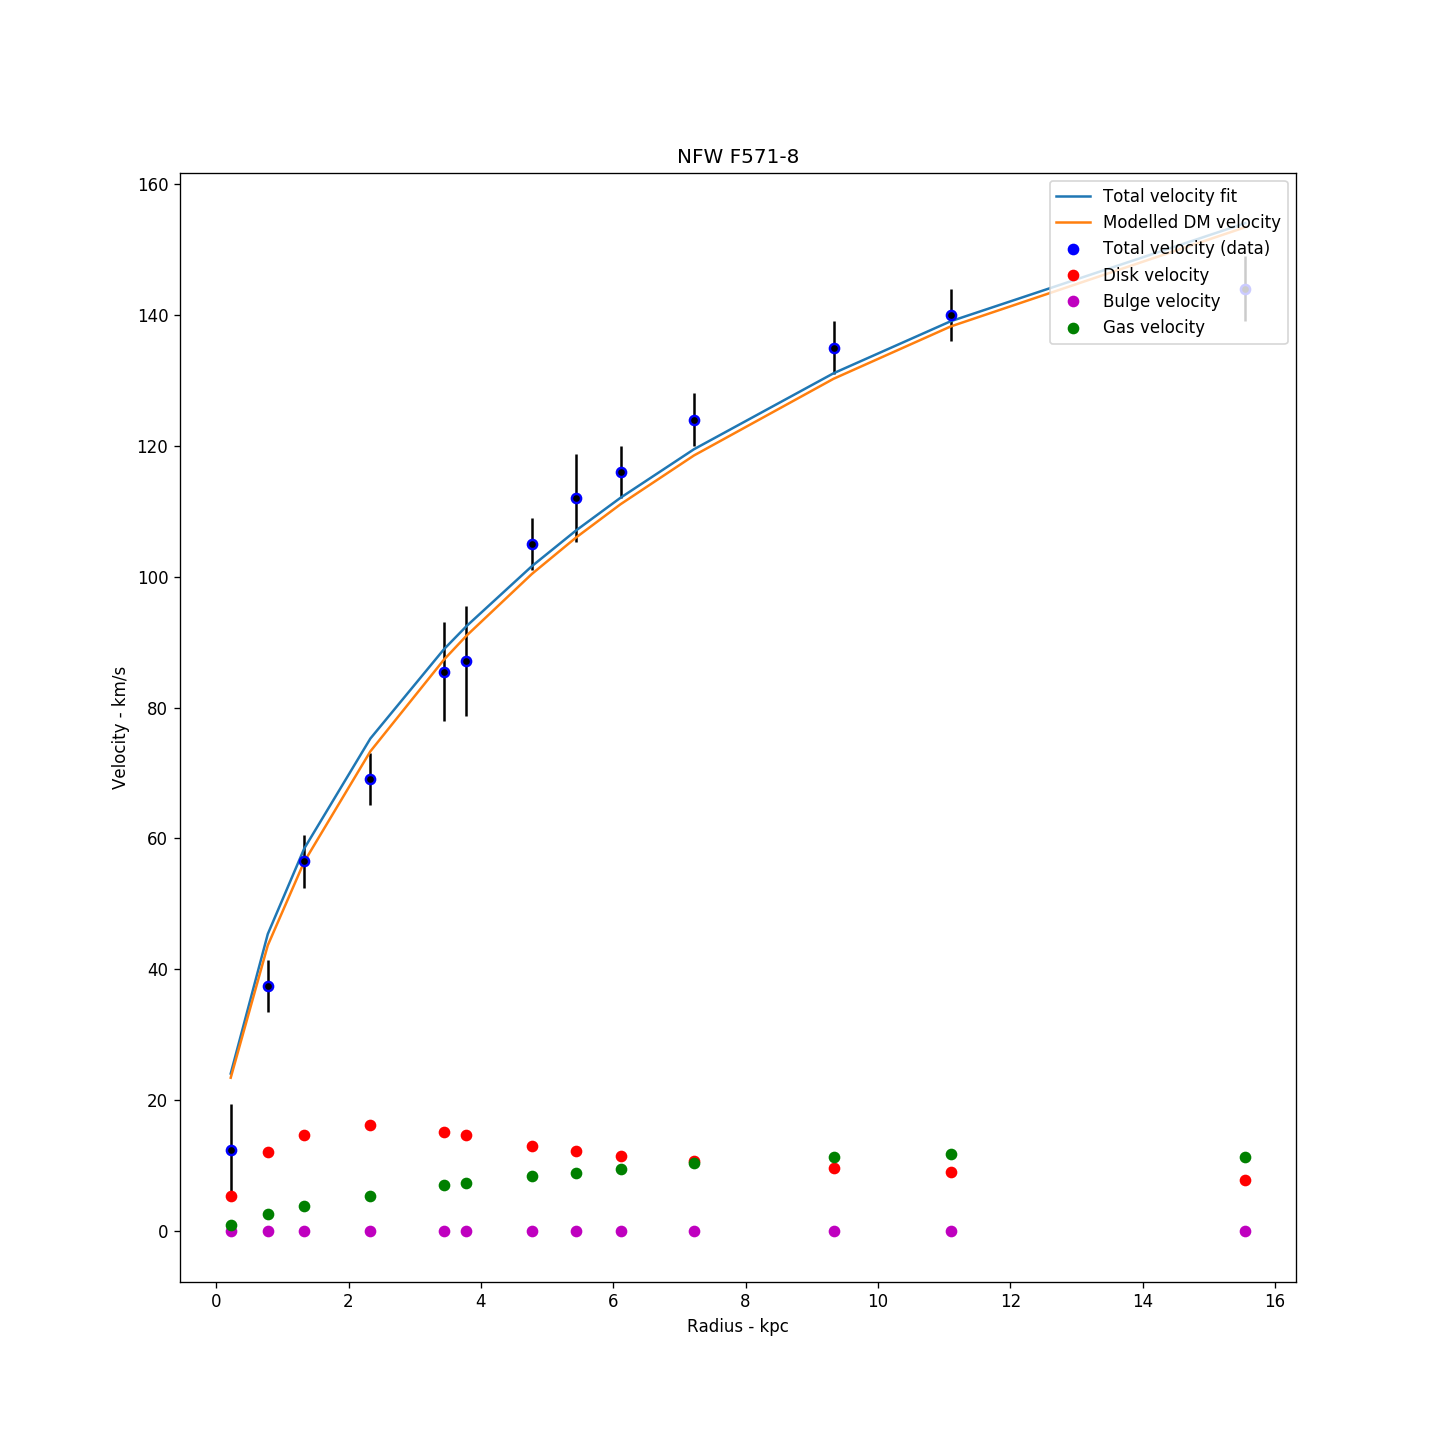 NFW F571-8
160
140
120
100
80
60
40
20
0
Velocity - km/s
Total velocity fit
Modelled DM velocity
Total velocity (data)
Disk velocity
Bulge velocity
Gas velocity
0 2 4 6 8 10 12 14 16
Radius - kpc